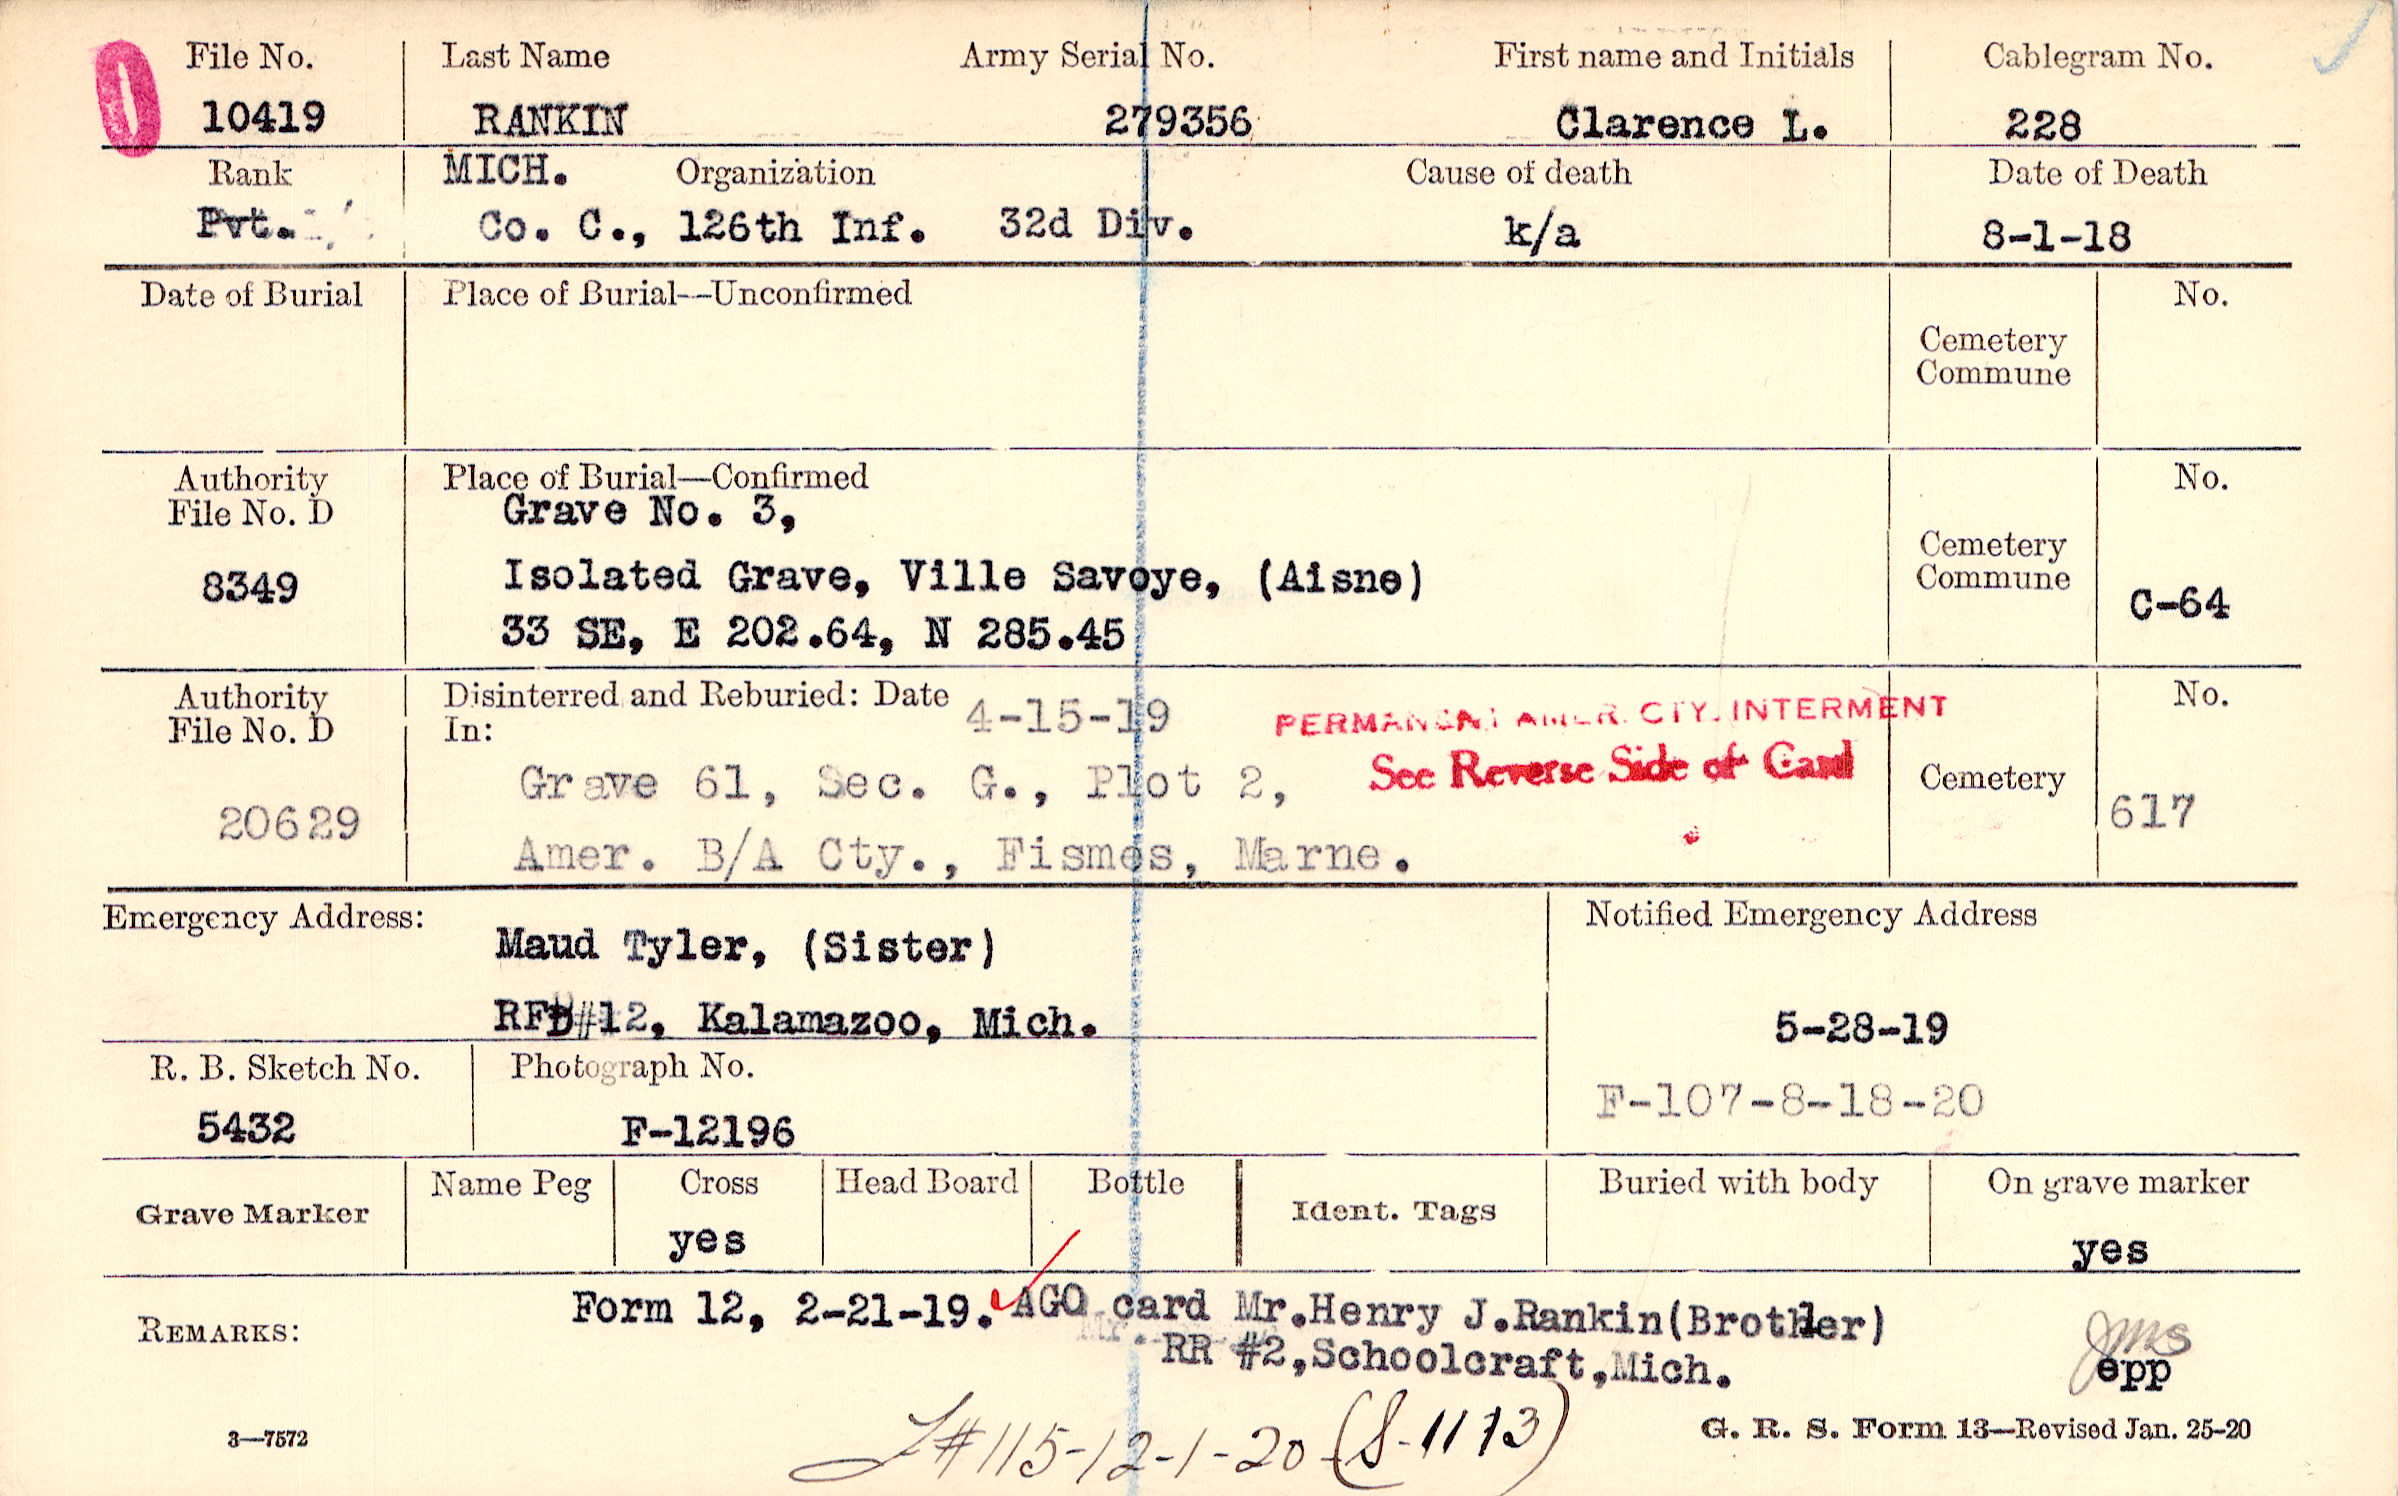 File No. Last Name Army Serial No. First name and Initials Cablegram No.
10419 RANKIN 279356 Clarence L. 228
Rank MICH. Organization Cause of death Date of Death
Pvt. Co. C., 126th Inf. 32d Div. k/a 8-1-18
Date of Burial Place of Burial—Unconfirmed No.
Cemetery
Commune
Authority Place of Burial—Confirmed No.
File No. D Grave No. 3,
8349 Isolated Grave, Ville Savoye, (Aisne) Cemetery
Commune C-64
33 SE, E 202.64, N 285.45
Authority Disinterred and Reburied: Date 4-15-19 PERMANENT AMER. CTY. INTERMENT No.
File No. D In: See Reverse Side of Card
Grave 61, Sec. G., Plot 2, Cemetery
20629 617
Amer. B/A Cty., Fismes, Marne.
Emergency Address: Notified Emergency Address
Maud Tyler, (Sister)
RFD#12, Kalamazoo, Mich. 5-28-19
R. B. Sketch No. Photograph No.
5432 F-12196 F-107-8-18-20
Grave Marker Name Peg Cross Head Board Bottle Ident. Tags Buried with body On grave marker
yes yes
REMARKS: Form 12, 2-21-19. AGO card Mr.Henry J.Rankin(Brother)
RR #2,Schoolcraft,Mich. JMS
epp
L#115-12-1-20-(S-1173)
3—7572 G. R. S. Form 13—Revised Jan. 25-20